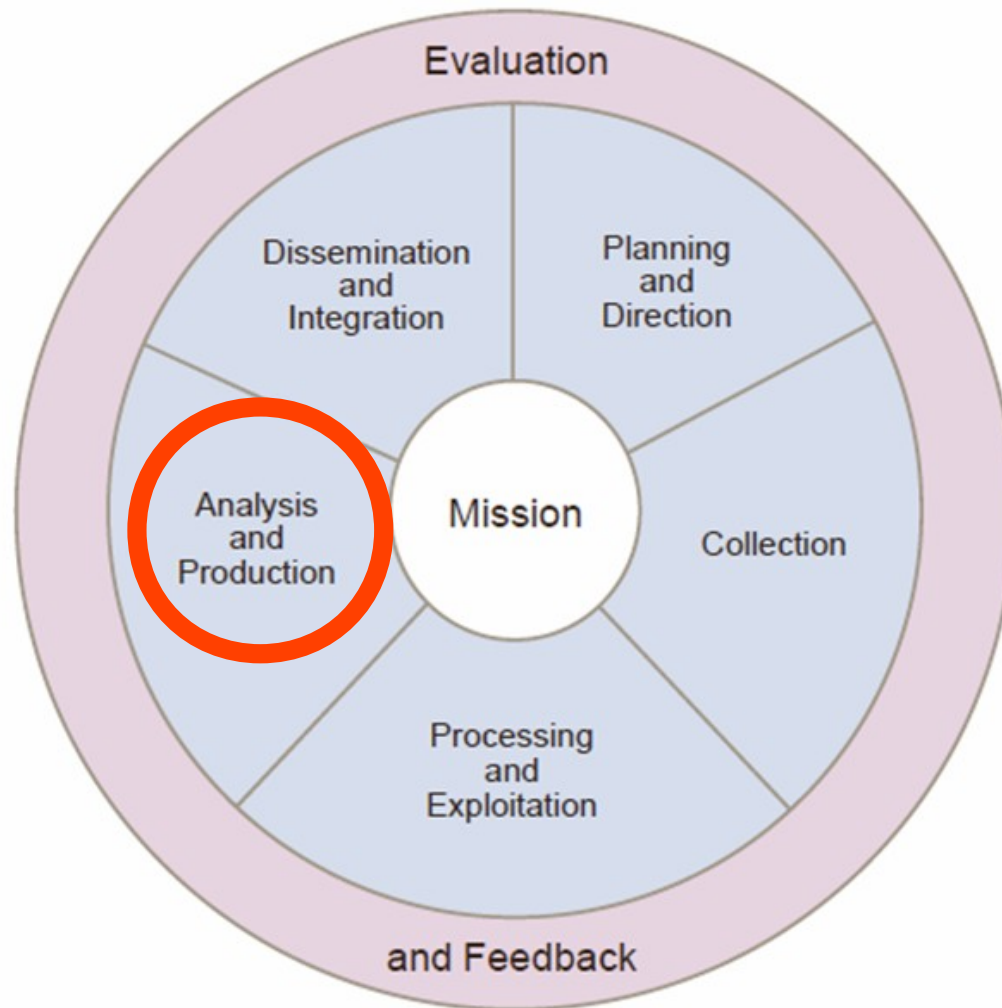 Evaluation
Dissemination
and
Integration
Planning
and
Direction
Analysis
and
Production
Mission
Collection
Processing
and
Exploitation
and Feedback